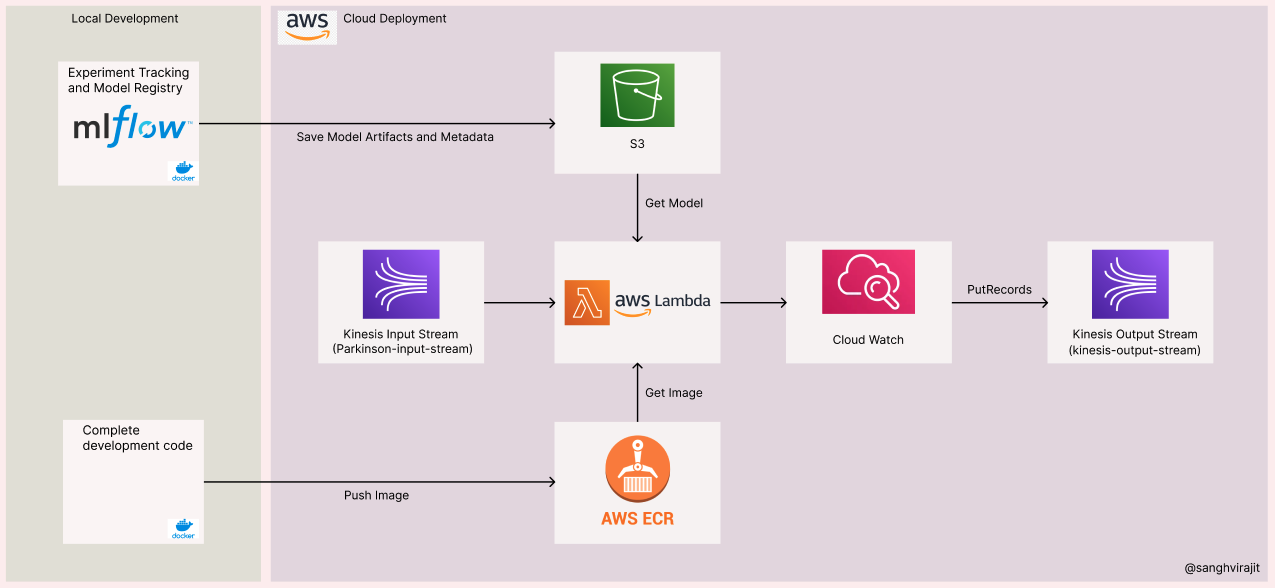 Local Development
aws
Cloud Deployment
Experiment Tracking
and Model Registry
mlflow™
docker
Save Model Artifacts and Metadata
S3
Get Model
Kinesis Input Stream
(Parkinson-input-stream)
aws Lambda
Cloud Watch
PutRecords
Kinesis Output Stream
(kinesis-output-stream)
Get Image
Complete
development code
docker
Push Image
AWS ECR
@sanghvirajit